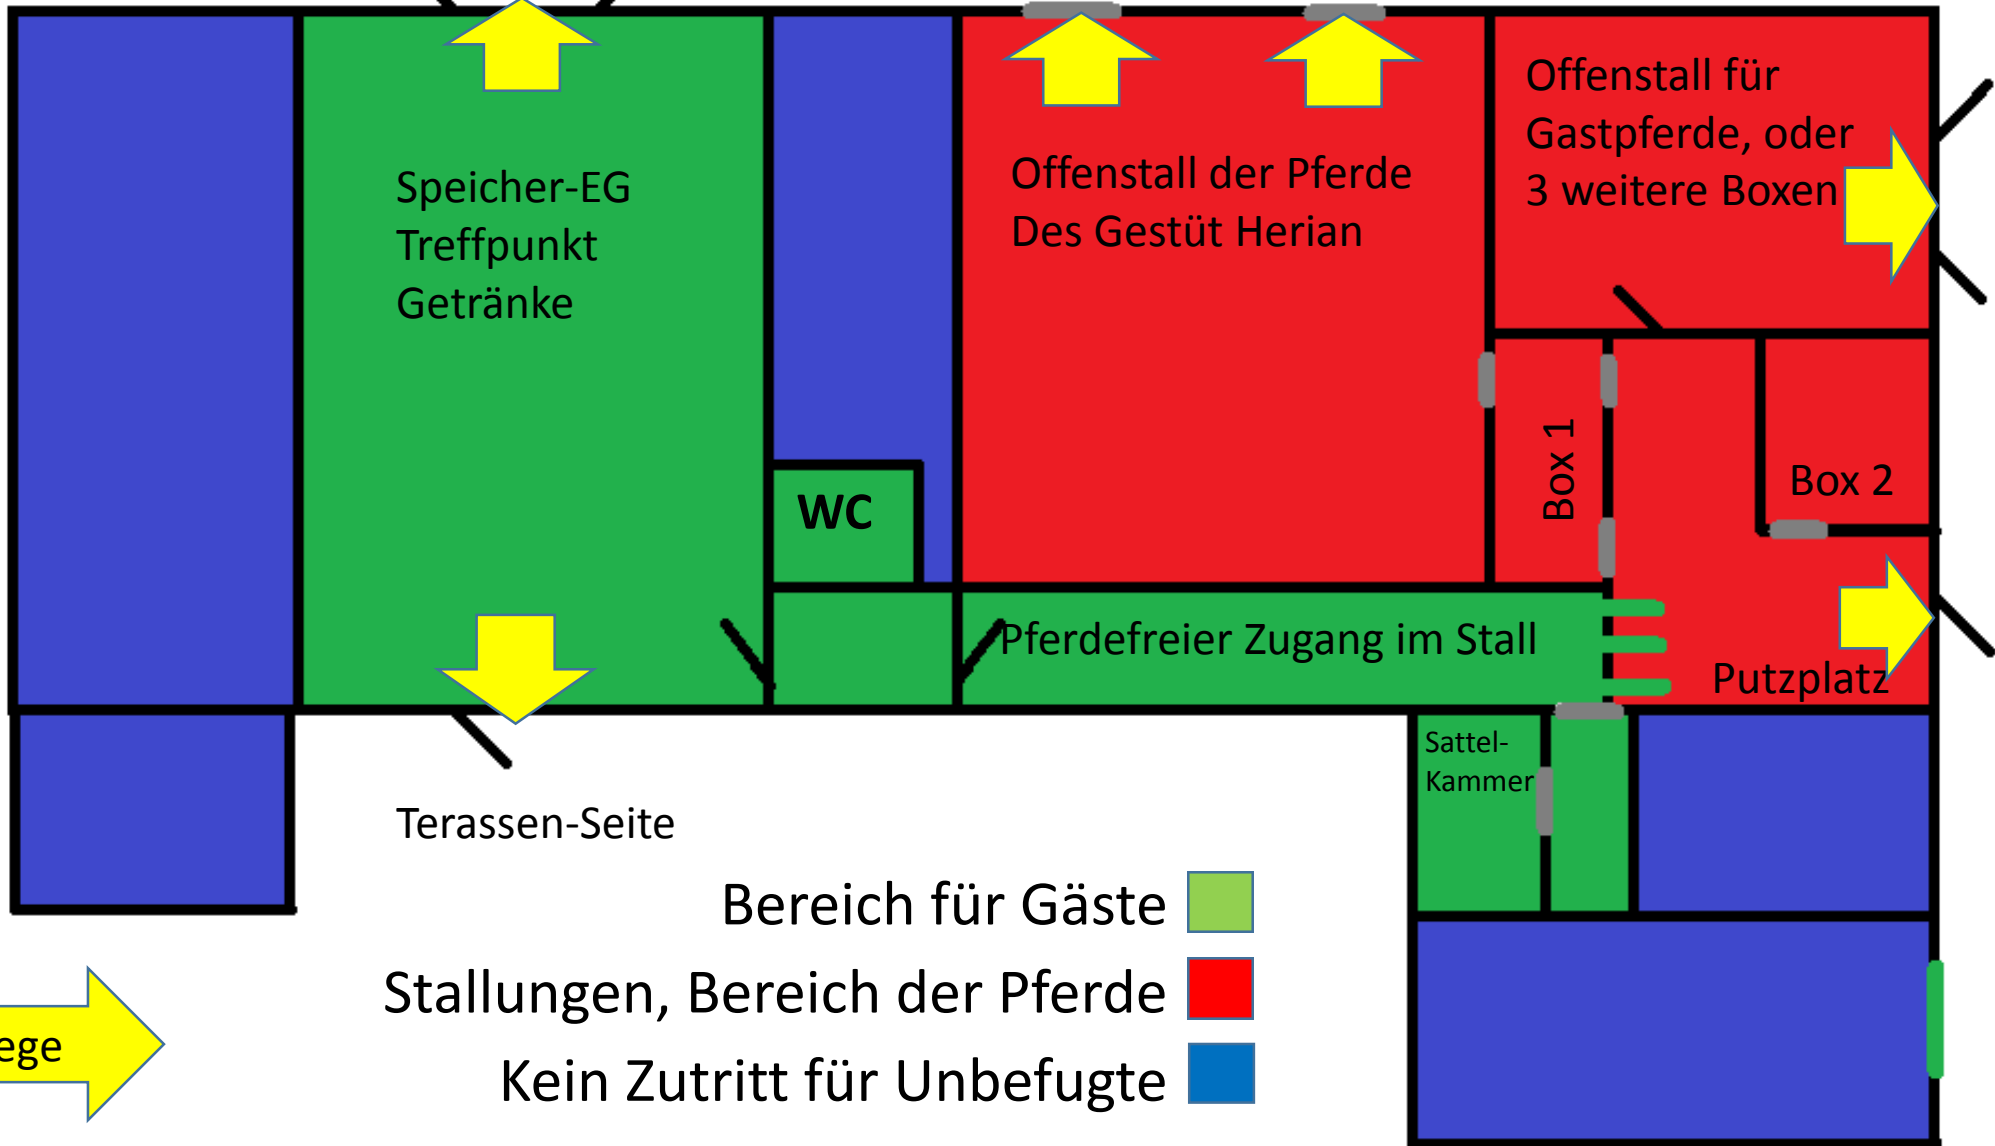 Offenstall für
Gastpferde, oder
3 weitere Boxen
Speicher-EG
Treffpunkt
Getränke
Offenstall der Pferde
Des Gestüt Herian
Box 1
Box 2
WC
Pferdefreier Zugang im Stall
Putzplatz
Sattel-
Kammer
Terassen-Seite
Bereich für Gäste
Stallungen, Bereich der Pferde
Kein Zutritt für Unbefugte